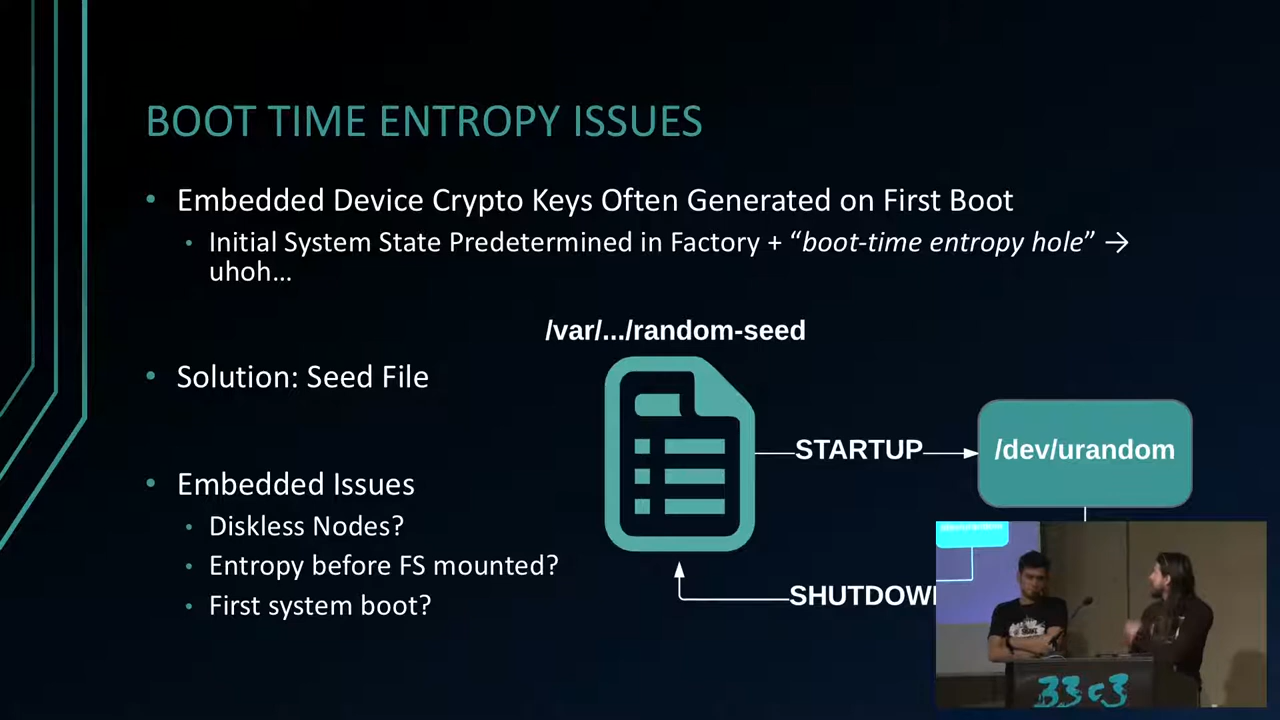 BOOT TIME ENTROPY ISSUES
• Embedded Device Crypto Keys Often Generated on First Boot
• Initial System State Predetermined in Factory + “boot-time entropy hole” →
uhoh…
/var/.../random-seed
• Solution: Seed File
STARTUP
/dev/urandom
• Embedded Issues
• Diskless Nodes?
• Entropy before FS mounted?
• First system boot?
SHUTDOW
33c3